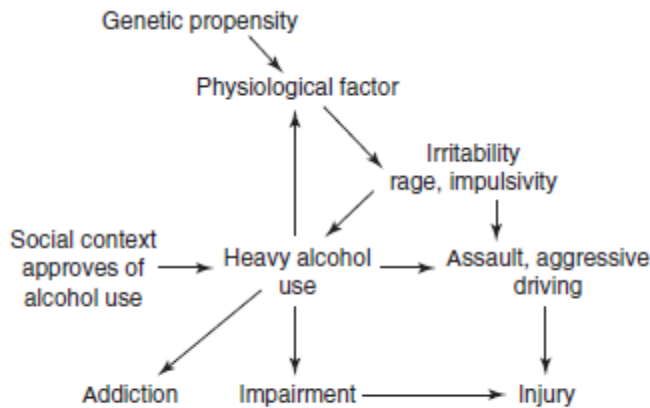 Genetic propensity
Physiological factor
Irritability
rage, impulsivity
Social context
approves of
alcohol use
Heavy alcohol
use
Assault, aggressive
driving
Addiction
Impairment
Injury